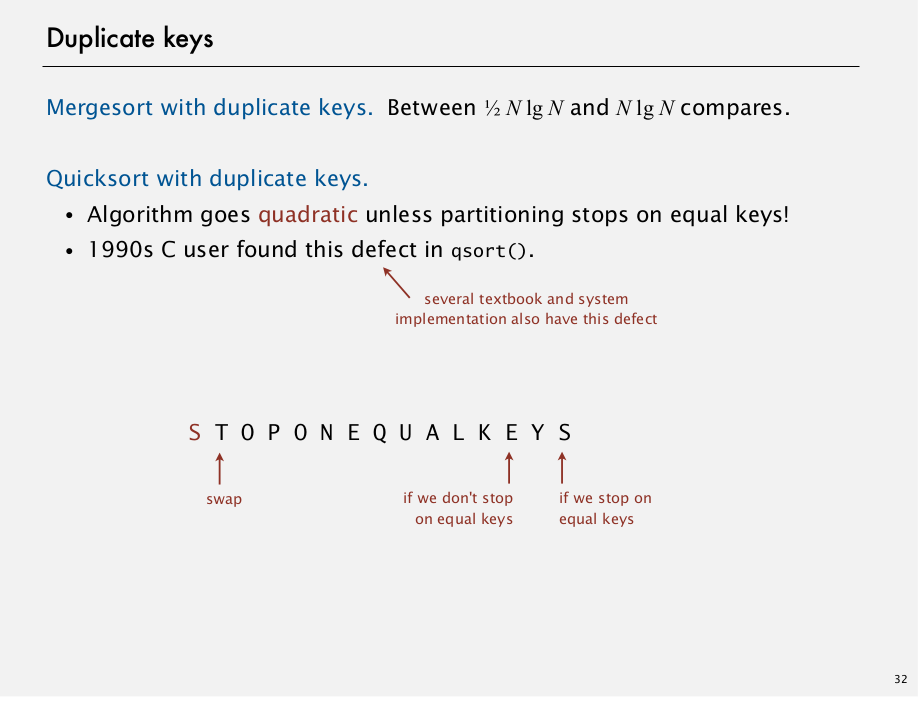 Duplicate keys
Mergesort with duplicate keys. Between ½ N lg N and N lg N compares.
Quicksort with duplicate keys.
• Algorithm goes quadratic unless partitioning stops on equal keys!
• 1990s C user found this defect in qsort().
several textbook and system
implementation also have this defect
S T O P O N E Q U A L K E Y S
swap
if we don't stop
on equal keys
if we stop on
equal keys
32